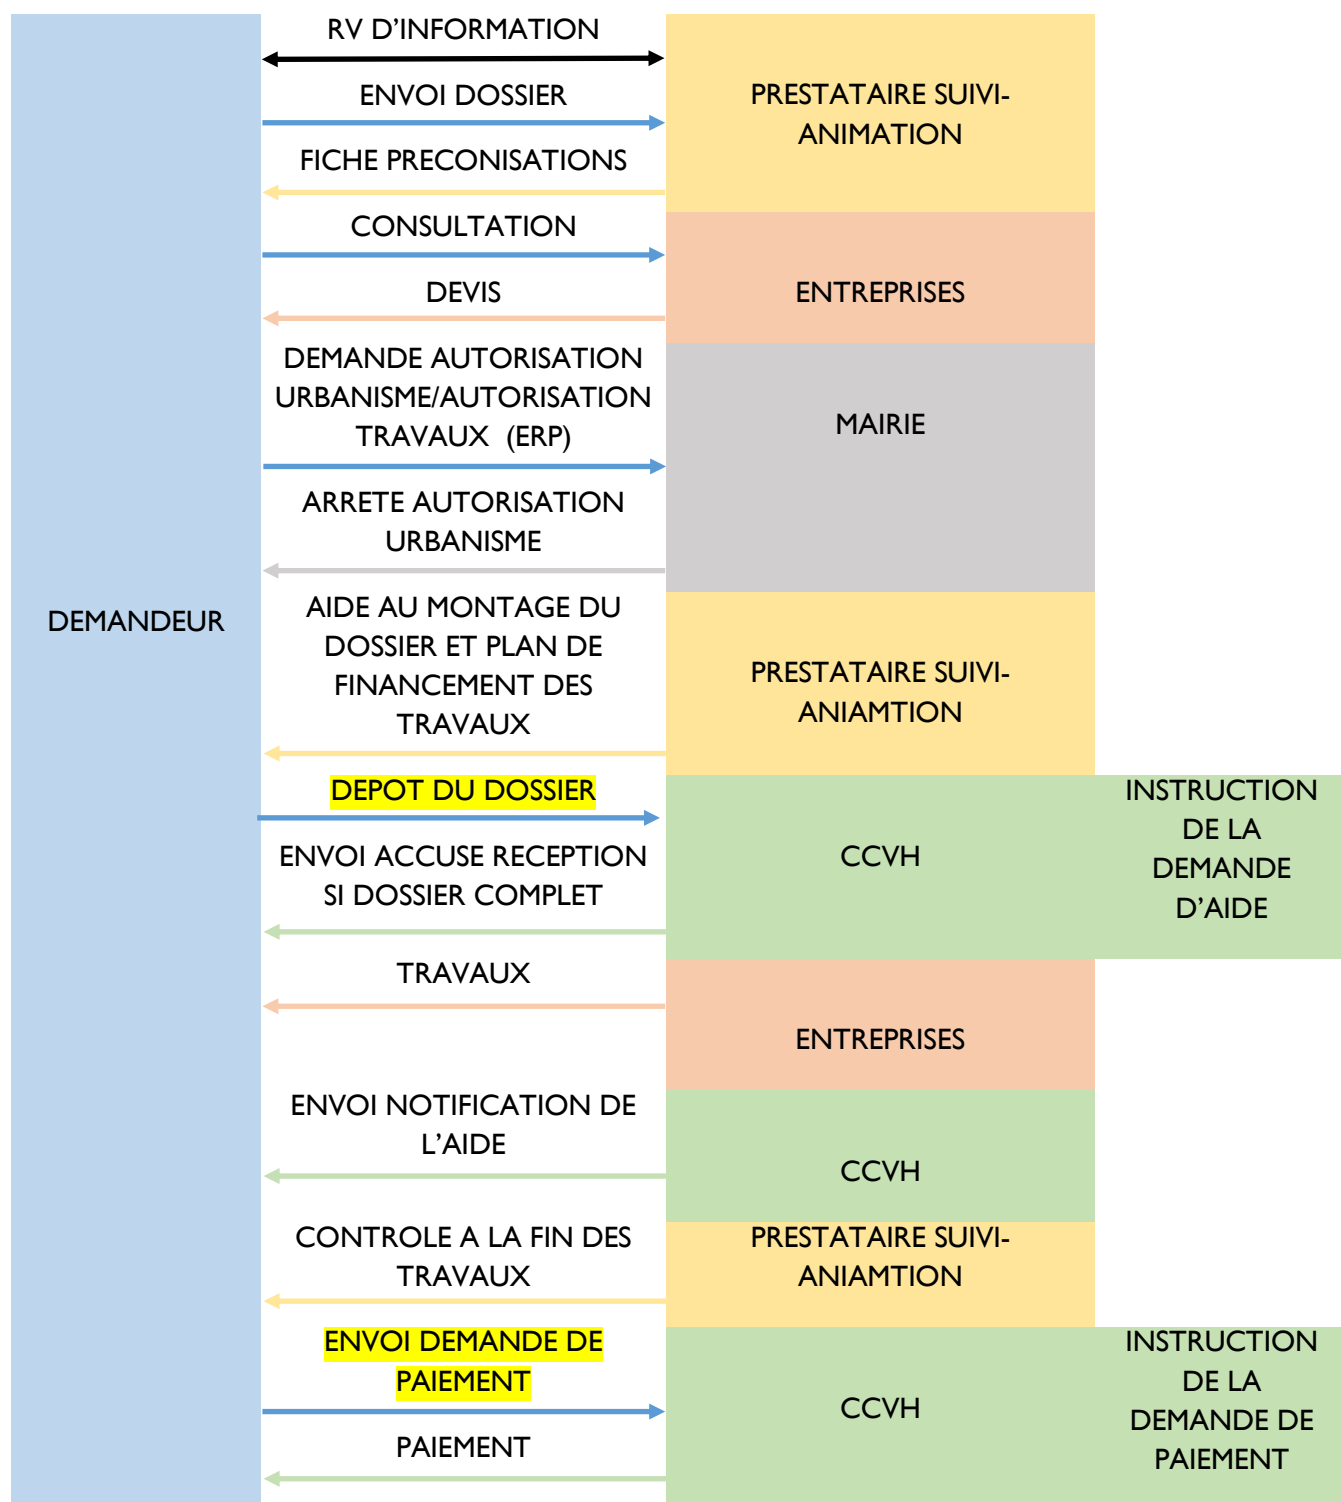 RV D'INFORMATION
ENVOI DOSSIER
FICHE PRECONISATIONS
PRESTATAIRE SUIVI-
ANIMATION
CONSULTATION
DEVIS
ENTREPRISES
DEMANDE AUTORISATION
URBANISME/AUTORISATION
TRAVAUX (ERP)
MAIRIE
ARRETE AUTORISATION
URBANISME
DEMANDEUR
AIDE AU MONTAGE DU
DOSSIER ET PLAN DE
FINANCEMENT DES
TRAVAUX
PRESTATAIRE SUIVI-
ANIAMTION
DEPOT DU DOSSIER
ENVOI ACCUSE RECEPTION
SI DOSSIER COMPLET
CCVH
INSTRUCTION
DE LA
DEMANDE
D'AIDE
TRAVAUX
ENTREPRISES
ENVOI NOTIFICATION DE
L'AIDE
CCVH
CONTROLE A LA FIN DES
TRAVAUX
PRESTATAIRE SUIVI-
ANIAMTION
ENVOI DEMANDE DE
PAIEMENT
PAIEMENT
CCVH
INSTRUCTION
DE LA
DEMANDE DE
PAIEMENT